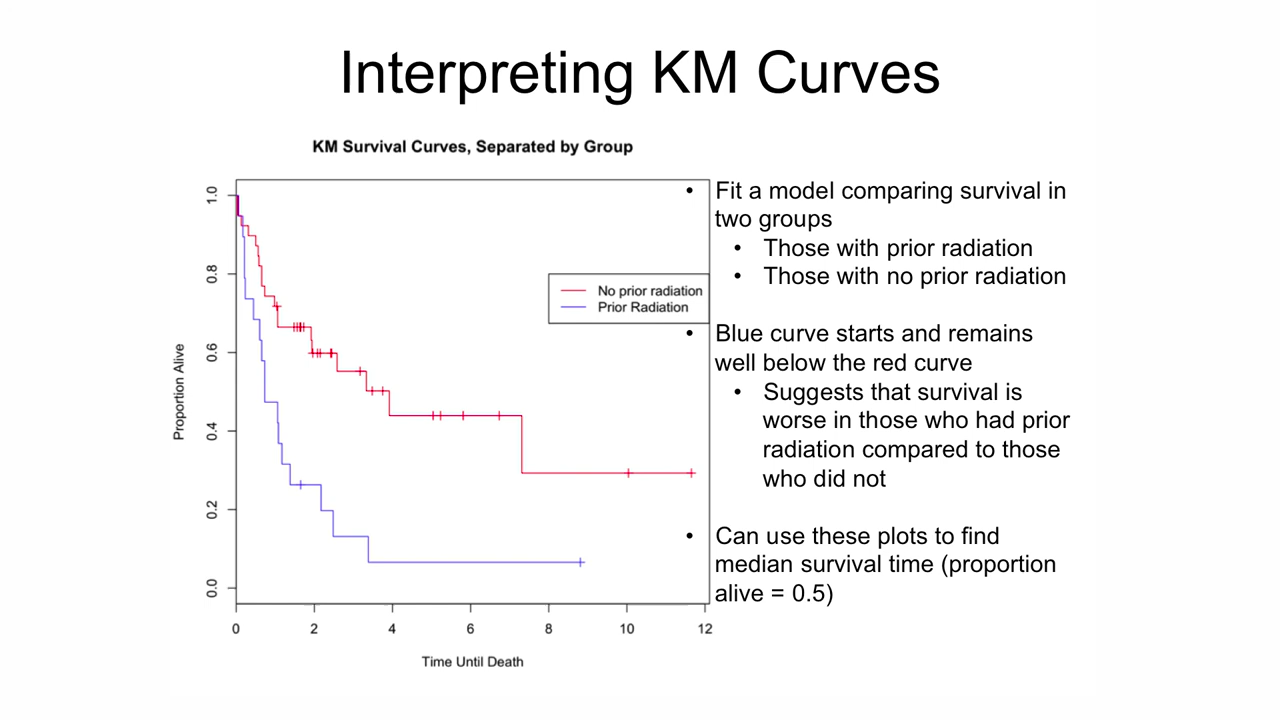 Interpreting KM Curves
KM Survival Curves, Separated by Group
1.0
0.8
0.6
0.4
0.2
0.0
Proportion Alive
No prior radiation
Prior Radiation
0 2 4 6 8 10 12
Time Until Death
• Fit a model comparing survival in
two groups
• Those with prior radiation
• Those with no prior radiation
• Blue curve starts and remains
well below the red curve
• Suggests that survival is
worse in those who had prior
radiation compared to those
who did not
• Can use these plots to find
median survival time (proportion
alive = 0.5)